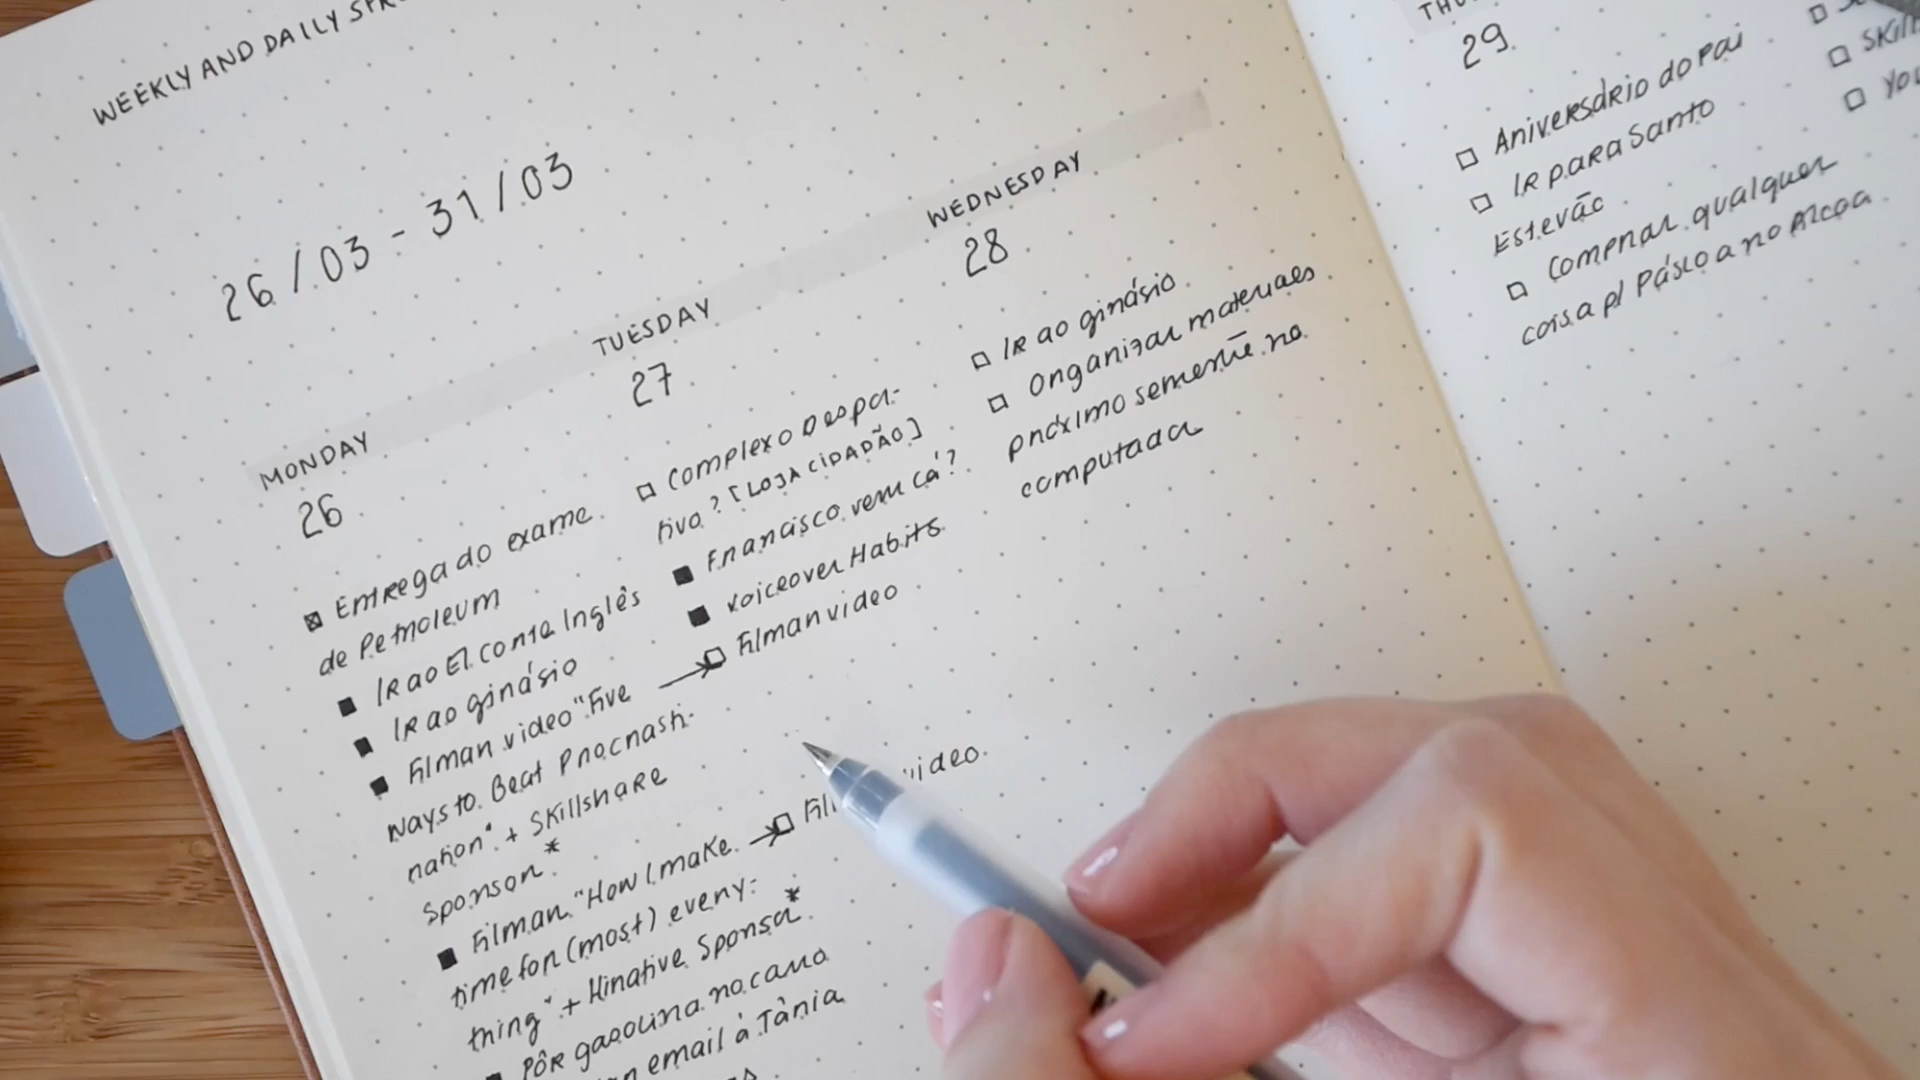 WEEKLY AND DAILY
26/03 - 31/03
MONDAY
26
Entrega do exame
de Petroleum
IR ao El Corte Inglês
IR ao ginásio
Filmar video "Five
ways to Beat Procrasti-
nation" + Skillshare
Sponsor*
Filmar "How I make
time for (most) every-
thing" + Hinative Sponsor*
PôR gasolina no carro
email à Tânia
TUESDAY
27
Complexo Despor-
tivo? [LOJA CIDADÃO]
Francisco vem cá?
Voiceover Habits
Filmar video
video
WEDNESDAY
28
IR ao ginásio
Organizar materiais
próximo semestre no
computador
29
Aniversário do Pai
IR para Santo
Estevão
Comprar qualquer
coisa p/ Páscoa no Alcoa